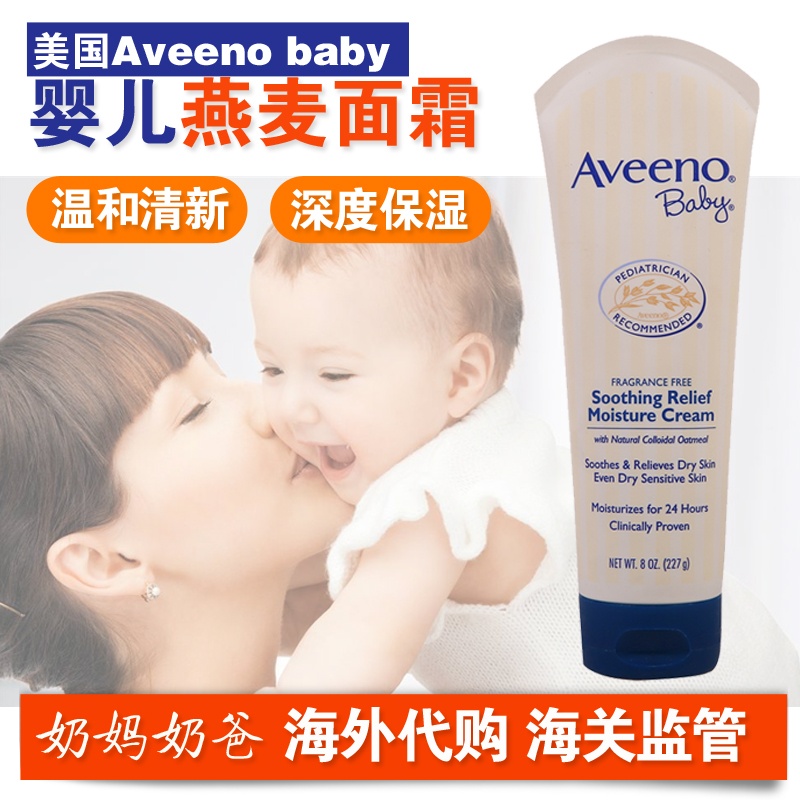 美国Aveeno baby
婴儿燕麦面霜
温和清新 深度保湿
Aveeno®
Baby®
PEDIATRICIAN
Aveeno®
RECOMMENDED®
FRAGRANCE FREE
Soothing Relief
Moisture Cream
with Natural Colloidal Oatmeal
Soothes & Relieves Dry Skin
Even Dry Sensitive Skin
Moisturizes for 24 Hours
Clinically Proven
NET WT. 8 OZ. (227 g)
奶妈奶爸 海外代购 海关监管